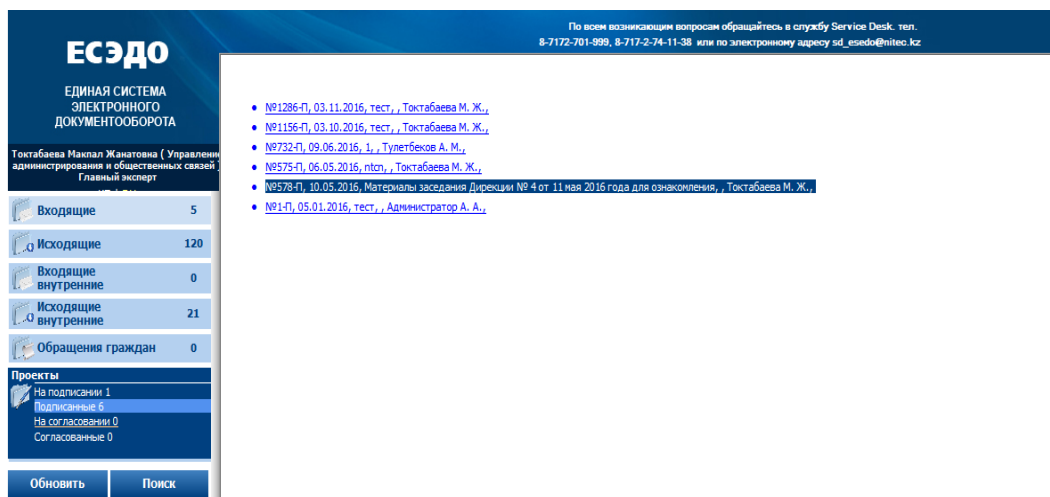 По всем возникающим вопросам обращайтесь в службу Service Desk. тел.
8-7172-701-999, 8-717-2-74-11-38 или по электронному адресу sd_esedo@nitec.kz
ЕСЭДО
ЕДИНАЯ СИСТЕМА
ЭЛЕКТРОННОГО
ДОКУМЕНТООБОРОТА
Токтабаева Макпал Жанатовна ( Управление
администрирования и общественных связей )
Главный эксперт
Входящие 5
Исходящие 120
Входящие
внутренние 0
Исходящие
внутренние 21
Обращения граждан 0
Проекты
На подписании 1
Подписанные 6
На согласовании 0
Согласованные 0
Обновить Поиск
№1286-П, 03.11.2016, тест, , Токтабаева М. Ж.,
№1156-П, 03.10.2016, тест, , Токтабаева М. Ж.,
№732-П, 09.06.2016, 1, , Тулетбеков А. М.,
№575-П, 06.05.2016, ntcn, , Токтабаева М. Ж.,
№578-П, 10.05.2016, Материалы заседания Дирекции № 4 от 11 мая 2016 года для ознакомления, , Токтабаева М. Ж.,
№1-П, 05.01.2016, тест, , Администратор А. А.,